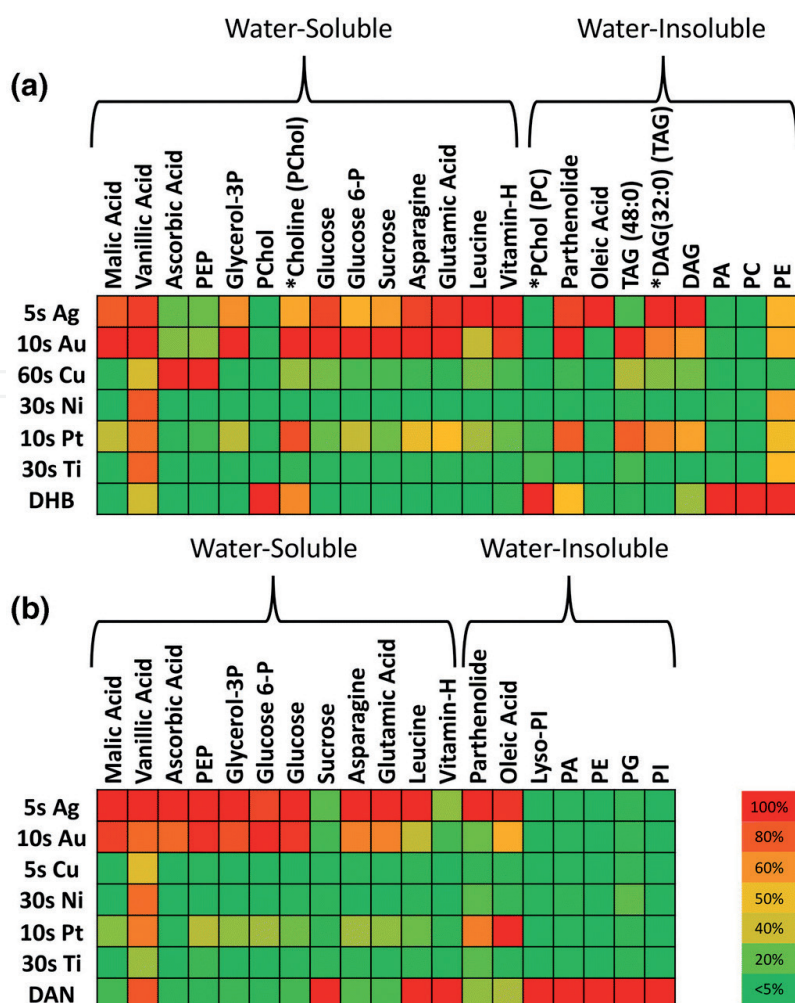 Water-Soluble Water-Insoluble
(a)
Malic Acid
Vanillic Acid
Ascorbic Acid
PEP
Glycerol-3P
PChol
*Choline (PChol)
Glucose
Glucose 6-P
Sucrose
Asparagine
Glutamic Acid
Leucine
Vitamin-H
*PChol (PC)
Parthenolide
Oleic Acid
TAG (48:0)
*DAG(32:0) (TAG)
DAG
PA
PC
PE
5s Ag
10s Au
60s Cu
30s Ni
10s Pt
30s Ti
DHB
Water-Soluble Water-Insoluble
(b)
Malic Acid
Vanillic Acid
Ascorbic Acid
PEP
Glycerol-3P
Glucose 6-P
Glucose
Sucrose
Asparagine
Glutamic Acid
Leucine
Vitamin-H
Parthenolide
Oleic Acid
Lyso-PI
PA
PE
PG
PI
5s Ag
10s Au
5s Cu
30s Ni
10s Pt
30s Ti
DAN
100%
80%
60%
50%
40%
20%
<5%